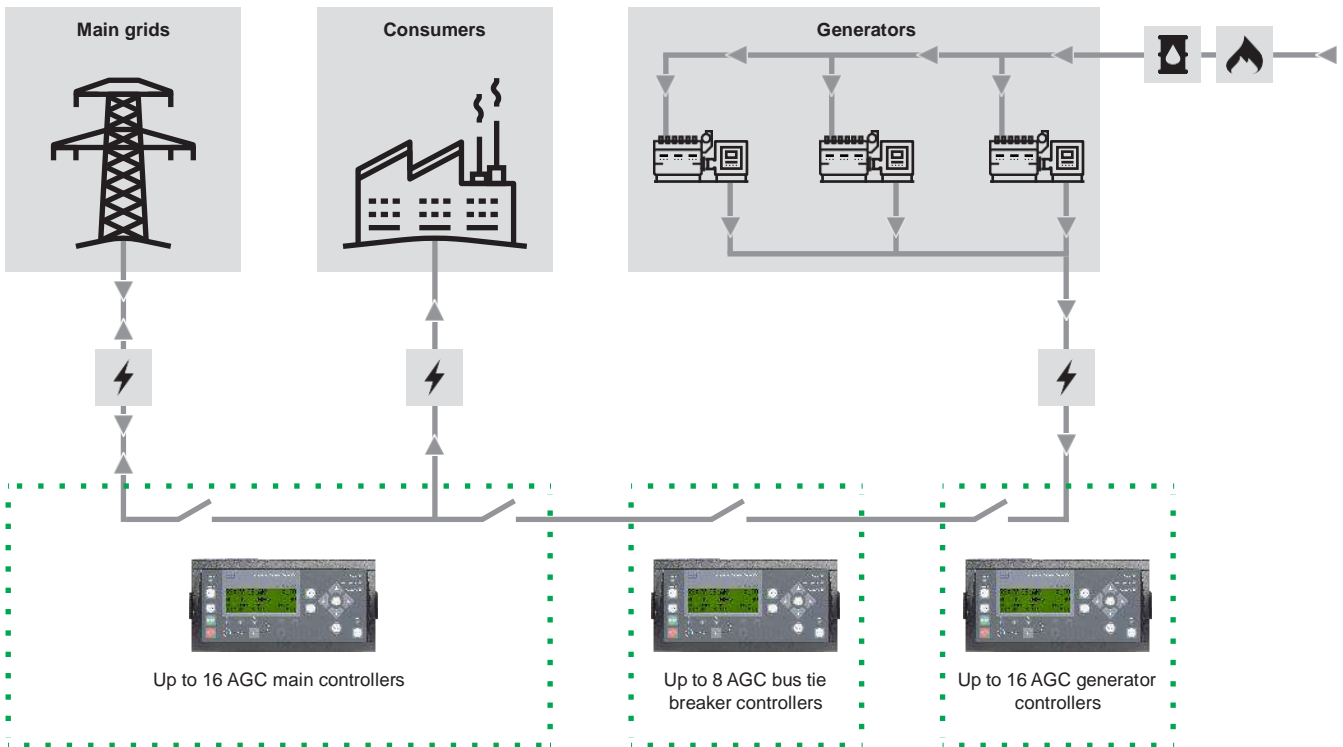 Main grids
Consumers
Generators
Up to 16 AGC main controllers
Up to 8 AGC bus tie
breaker controllers
Up to 16 AGC generator
controllers